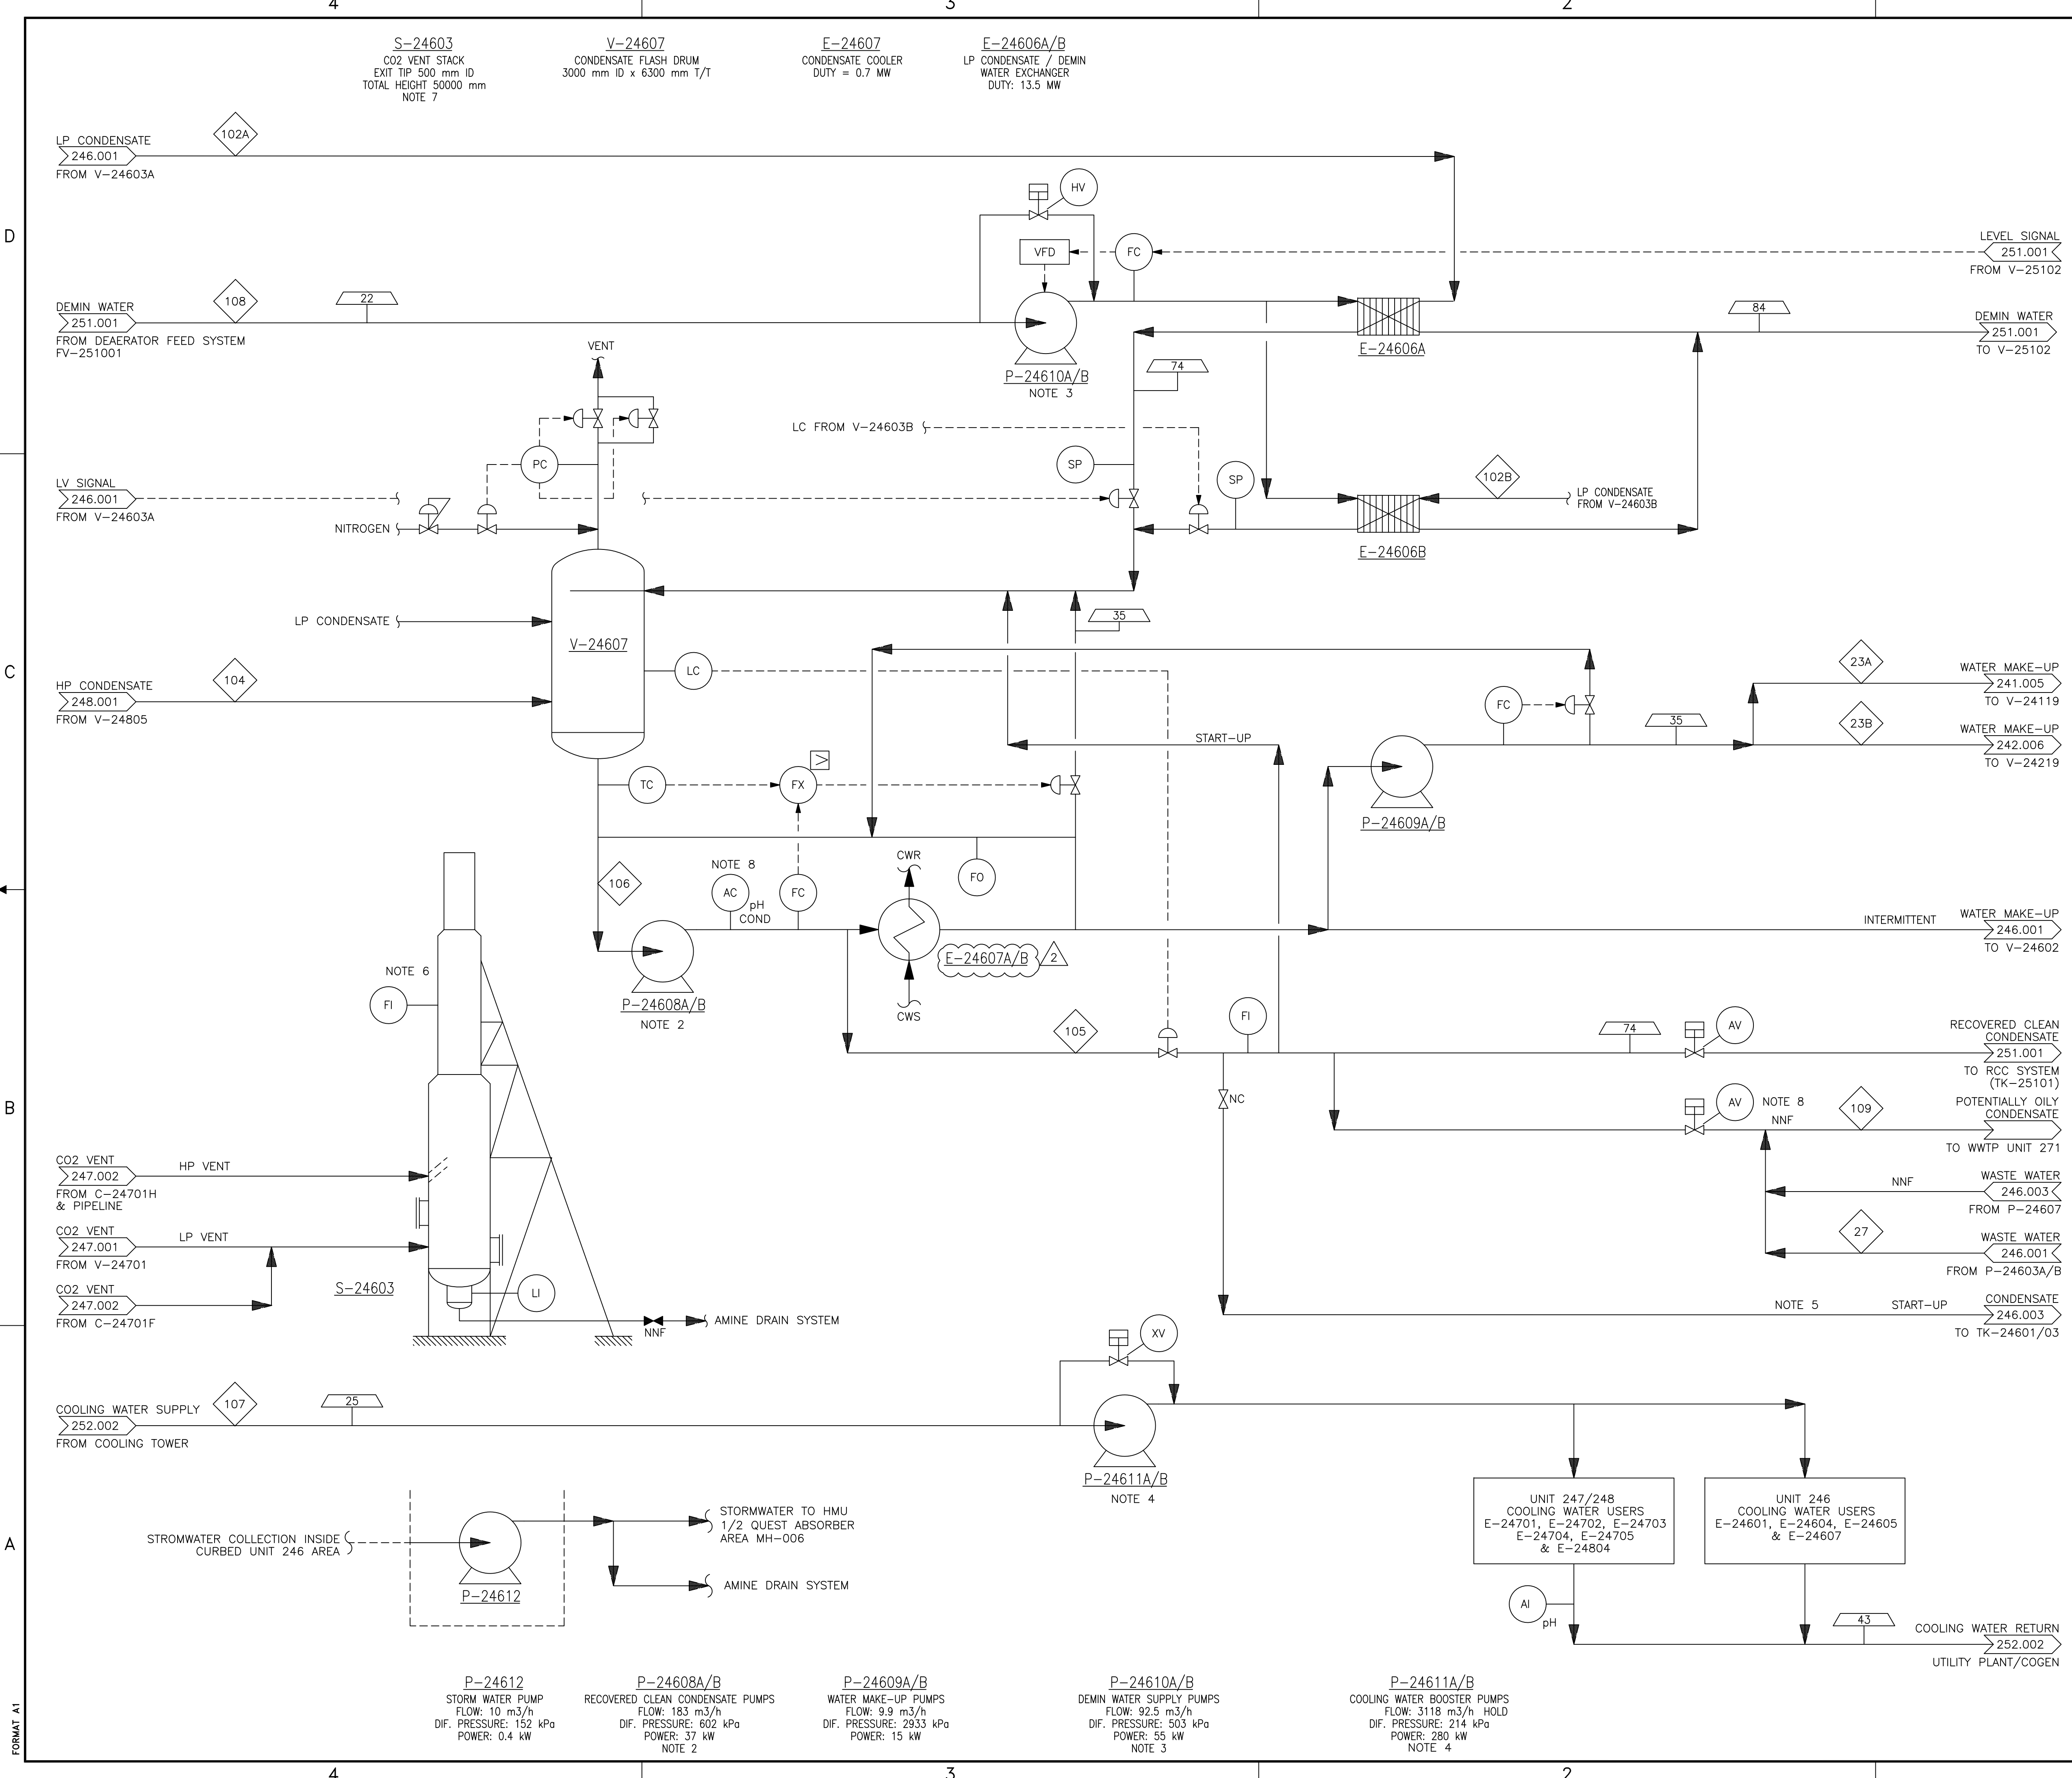 4
3
2
S-24603
CO2 VENT STACK
EXIT TIP 500 mm ID
TOTAL HEIGHT 50000 mm
NOTE 7
V-24607
CONDENSATE FLASH DRUM
3000 mm ID x 6300 mm T/T
E-24607
CONDENSATE COOLER
DUTY = 0.7 MW
E-24606A/B
LP CONDENSATE / DEMIN
WATER EXCHANGER
DUTY: 13.5 MW
LP CONDENSATE
246.001
FROM V-24603A
102A
HV
D
VFD
FC
LEVEL SIGNAL
251.001
FROM V-25102
DEMIN WATER
251.001
FROM DEAERATOR FEED SYSTEM
FV-251001
108
22
P-24610A/B
NOTE 3
E-24606A
84
DEMIN WATER
251.001
TO V-25102
VENT
74
LC FROM V-24603B
PC
SP
SP
102B
LP CONDENSATE
FROM V-24603B
LV SIGNAL
246.001
FROM V-24603A
NITROGEN
E-24606B
LP CONDENSATE
V-24607
35
LC
C
HP CONDENSATE
248.001
FROM V-24805
104
23A
WATER MAKE-UP
241.005
TO V-24119
FC
35
23B
WATER MAKE-UP
242.006
TO V-24219
START-UP
TC
FX
>
P-24609A/B
106
NOTE 8
AC
pH
COND
FC
CWR
FO
E-24607A/B
2
CWS
P-24608A/B
NOTE 2
INTERMITTENT
WATER MAKE-UP
246.001
TO V-24602
NOTE 6
FI
105
FI
74
AV
RECOVERED CLEAN
CONDENSATE
251.001
TO RCC SYSTEM
(TK-25101)
B
NC
AV
NOTE 8
NNF
109
POTENTIALLY OILY
CONDENSATE
TO WWTP UNIT 271
CO2 VENT
247.002
FROM C-24701H
& PIPELINE
HP VENT
NNF
WASTE WATER
246.003
FROM P-24607
CO2 VENT
247.001
FROM V-24701
LP VENT
27
WASTE WATER
246.001
FROM P-24603A/B
CO2 VENT
247.002
FROM C-24701F
S-24603
LI
NNF
AMINE DRAIN SYSTEM
NOTE 5
START-UP
CONDENSATE
246.003
TO TK-24601/03
XV
COOLING WATER SUPPLY
252.002
FROM COOLING TOWER
107
25
P-24611A/B
NOTE 4
A
STROMWATER COLLECTION INSIDE
CURBED UNIT 246 AREA
P-24612
STORMWATER TO HMU
1/2 QUEST ABSORBER
AREA MH-006
AMINE DRAIN SYSTEM
UNIT 247/248
COOLING WATER USERS
E-24701, E-24702, E-24703
E-24704, E-24705
& E-24804
UNIT 246
COOLING WATER USERS
E-24601, E-24604, E-24605
& E-24607
AI
pH
43
COOLING WATER RETURN
252.002
UTILITY PLANT/COGEN
P-24612
STORM WATER PUMP
FLOW: 10 m3/h
DIF. PRESSURE: 152 kPa
POWER: 0.4 kW
P-24608A/B
RECOVERED CLEAN CONDENSATE PUMPS
FLOW: 183 m3/h
DIF. PRESSURE: 602 kPa
POWER: 37 kW
NOTE 2
P-24609A/B
WATER MAKE-UP PUMPS
FLOW: 9.9 m3/h
DIF. PRESSURE: 2933 kPa
POWER: 15 kW
P-24610A/B
DEMIN WATER SUPPLY PUMPS
FLOW: 92.5 m3/h
DIF. PRESSURE: 503 kPa
POWER: 55 kW
NOTE 3
P-24611A/B
COOLING WATER BOOSTER PUMPS
FLOW: 3118 m3/h HOLD
DIF. PRESSURE: 214 kPa
POWER: 280 kW
NOTE 4
FORMAT A1
4
3
2